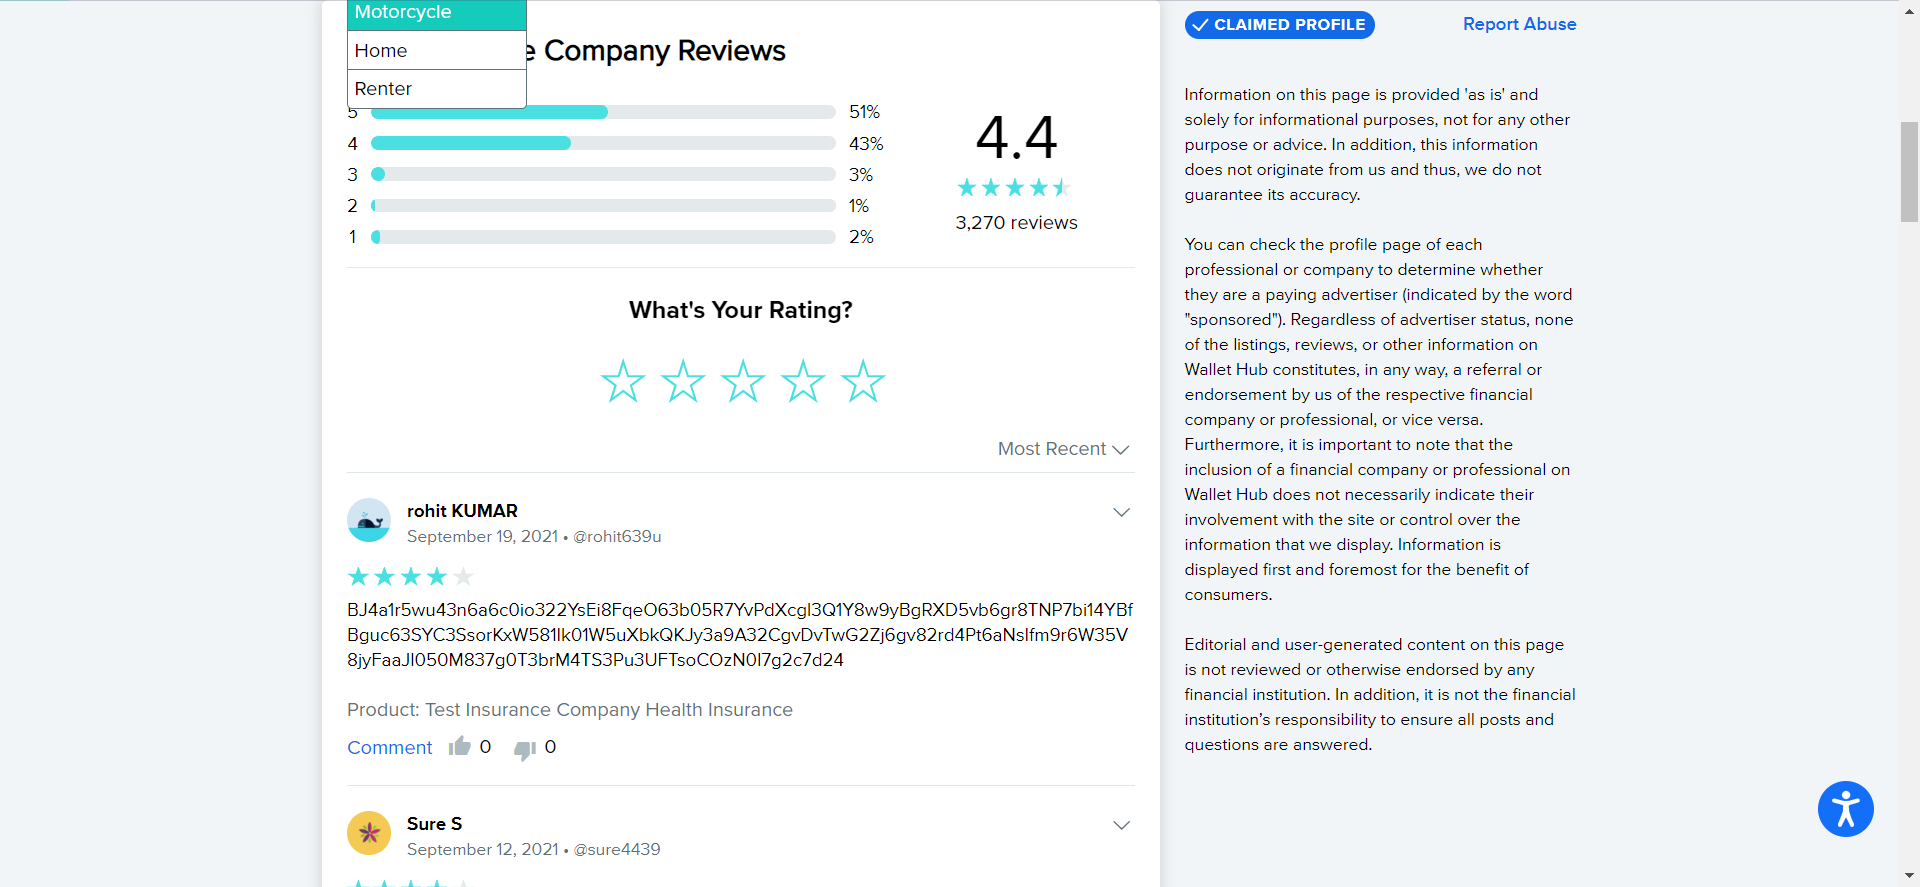 Motorcycle
Home
Renter
e Company Reviews
5 51%
4 43%
3 3%
2 1%
1 2%
4.4
3,270 reviews
What's Your Rating?
Most Recent
rohit KUMAR
September 19, 2021 • @rohit639u
BJ4a1r5wu43n6a6c0io322YsEi8FqeO63b05R7YvPdXcgl3Q1Y8w9yBgRXD5vb6gr8TNP7bi14YBf
Bguc63SYC3SsorKxW581lk01W5uXbkQKJy3a9A32CgvDvTwG2Zj6gv82rd4Pt6aNslfm9r6W35V
8jyFaaJl050M837g0T3brM4TS3Pu3UFTsoCOzN0I7g2c7d24
Product: Test Insurance Company Health Insurance
Comment 0 0
Sure S
September 12, 2021 • @sure4439
CLAIMED PROFILE
Report Abuse
Information on this page is provided 'as is' and
solely for informational purposes, not for any other
purpose or advice. In addition, this information
does not originate from us and thus, we do not
guarantee its accuracy.
You can check the profile page of each
professional or company to determine whether
they are a paying advertiser (indicated by the word
"sponsored"). Regardless of advertiser status, none
of the listings, reviews, or other information on
Wallet Hub constitutes, in any way, a referral or
endorsement by us of the respective financial
company or professional, or vice versa.
Furthermore, it is important to note that the
inclusion of a financial company or professional on
Wallet Hub does not necessarily indicate their
involvement with the site or control over the
information that we display. Information is
displayed first and foremost for the benefit of
consumers.
Editorial and user-generated content on this page
is not reviewed or otherwise endorsed by any
financial institution. In addition, it is not the financial
institution’s responsibility to ensure all posts and
questions are answered.